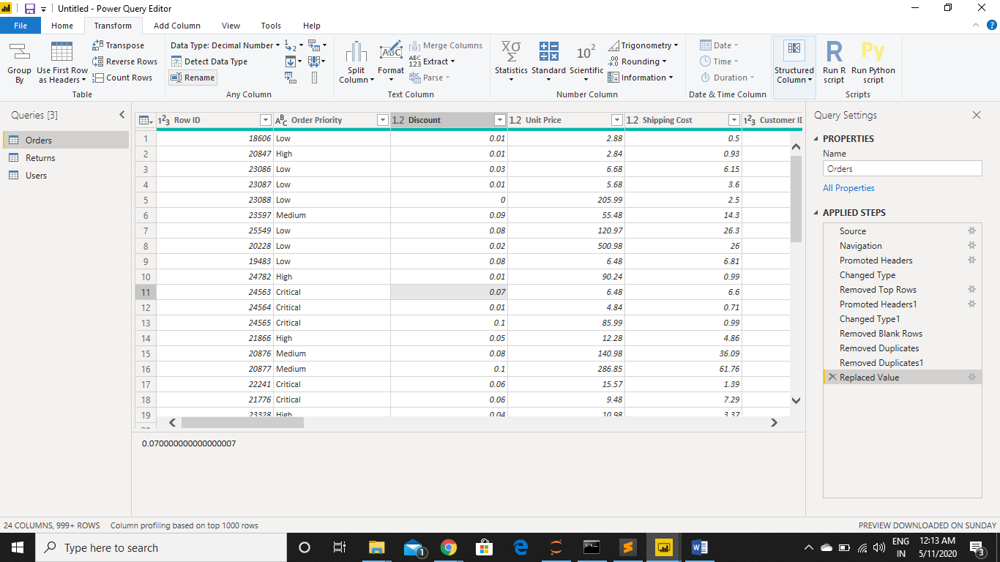 Untitled - Power Query Editor
File Home Transform Add Column View Tools Help
Group By
Use First Row as Headers
Transpose
Reverse Rows
Count Rows
Table
Data Type: Decimal Number
Detect Data Type
Rename
Any Column
Split Column
Format
Merge Columns
Extract
Parse
Text Column
Statistics
Standard
Scientific
Trigonometry
Rounding
Information
Number Column
Date
Time
Duration
Date & Time Column
Structured Column
Run R script
Run Python script
Scripts
Queries [3]
Orders
Returns
Users
Row ID Order Priority 1.2 Discount 1.2 Unit Price 1.2 Shipping Cost Customer ID
1 18606 Low 0.01 2.88 0.5
2 20847 High 0.01 2.84 0.93
3 23086 Low 0.03 6.68 6.15
4 23087 Low 0.01 5.68 3.6
5 23088 Low 0 205.99 2.5
6 23597 Medium 0.09 55.48 14.3
7 25549 Low 0.08 120.97 26.3
8 20228 Low 0.02 500.98 26
9 19483 Low 0.08 6.48 6.81
10 24782 High 0.01 90.24 0.99
11 24563 Critical 0.07 6.48 6.6
12 24564 Critical 0.01 4.84 0.71
13 24565 Critical 0.1 85.99 0.99
14 21866 High 0.05 12.28 4.86
15 20876 Medium 0.08 140.98 36.09
16 20877 Medium 0.1 286.85 61.76
17 22241 Critical 0.06 15.57 1.39
18 21776 Critical 0.06 9.48 7.29
19 23328 High 0.04 10.98 3.37
0.070000000000000007
Query Settings
PROPERTIES
Name
Orders
All Properties
APPLIED STEPS
Source
Navigation
Promoted Headers
Changed Type
Removed Top Rows
Promoted Headers1
Changed Type1
Removed Blank Rows
Removed Duplicates
Removed Duplicates1
Replaced Value
24 COLUMNS, 999+ ROWS Column profiling based on top 1000 rows
PREVIEW DOWNLOADED ON SUNDAY
Type here to search
1
ENG
IN
12:13 AM
5/11/2020
3